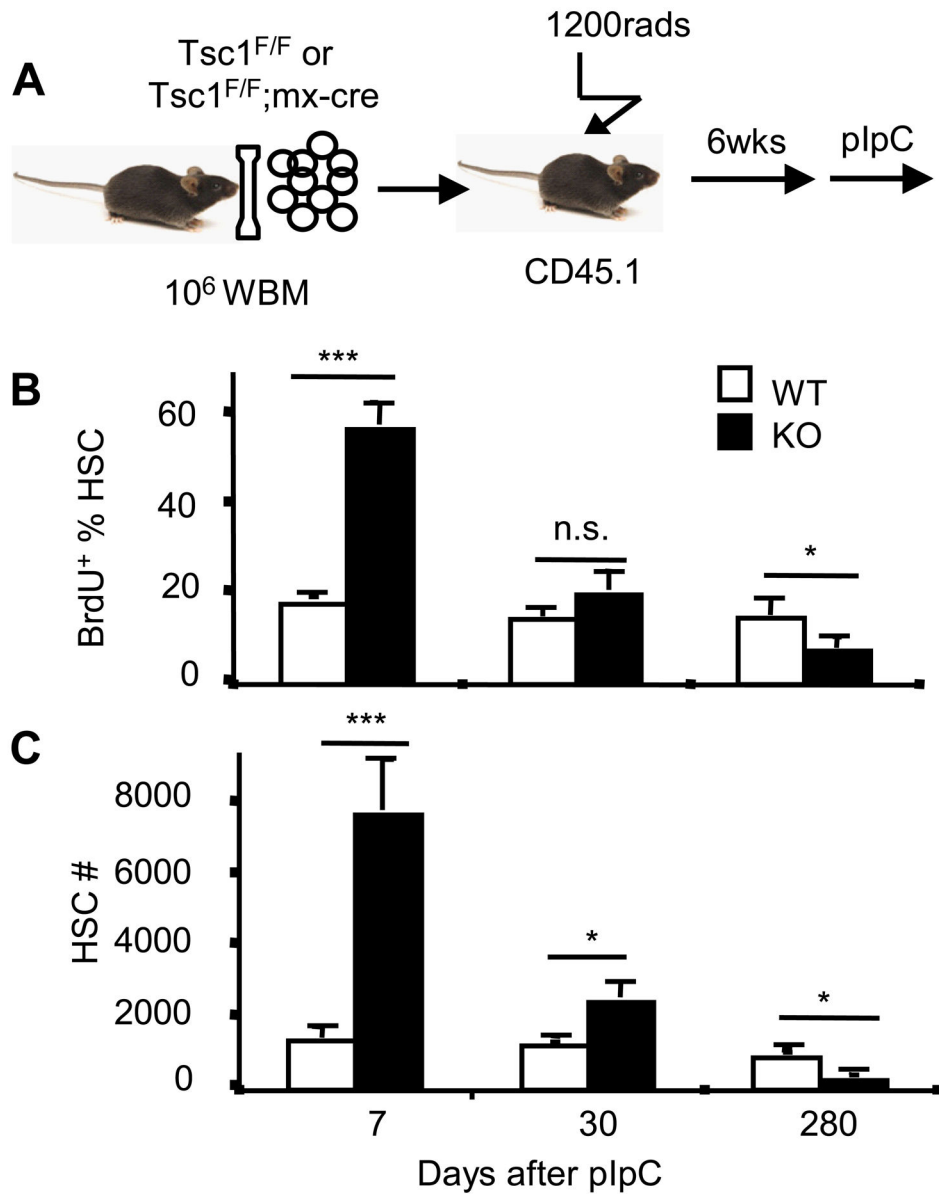 A
Tsc1F/F or
Tsc1F/F;mx-cre
1200rads
6wks
pIpC
10⁶ WBM
CD45.1
B
***
WT
KO
n.s.
*
BrdU⁺ % HSC
60
40
20
0
C
***
*
*
HSC #
8000
6000
4000
2000
0
7
30
280
Days after pIpC